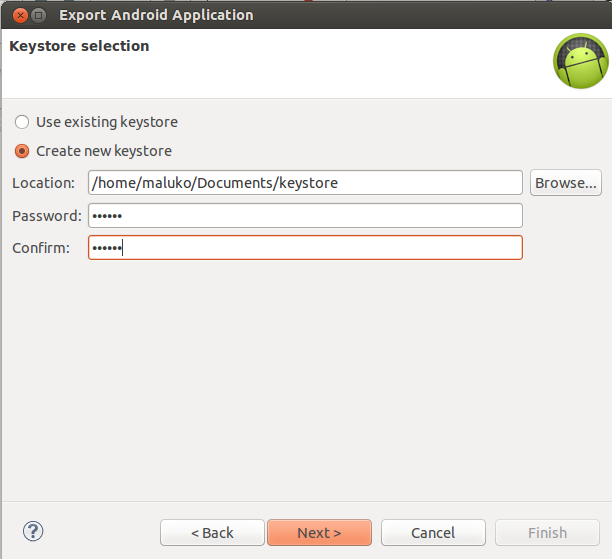 Export Android Application
Keystore selection
Use existing keystore
Create new keystore
Location: /home/maluko/Documents/keystore Browse...
Password: ••••••
Confirm: ••••••
? < Back Next > Cancel Finish